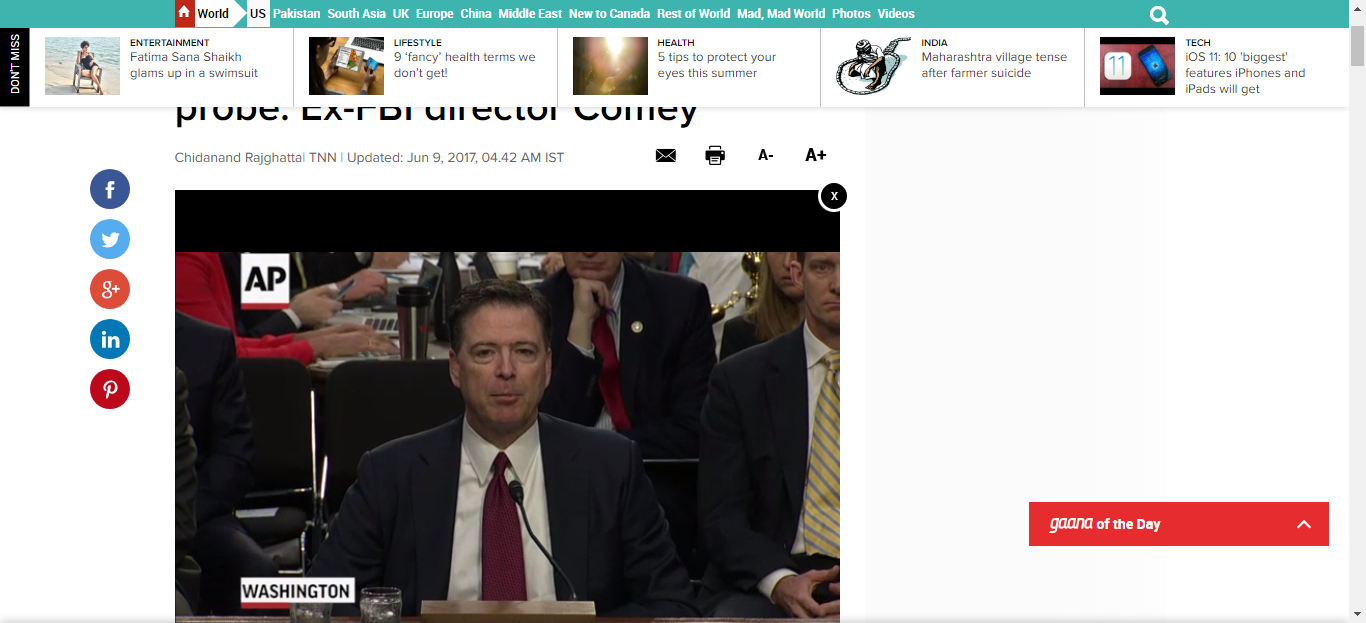 World US Pakistan South Asia UK Europe China Middle East New to Canada Rest of World Mad, Mad World Photos Videos
DON'T MISS
ENTERTAINMENT
Fatima Sana Shaikh
glams up in a swimsuit
LIFESTYLE
9 ‘fancy’ health terms we
don't get!
HEALTH
5 tips to protect your
eyes this summer
INDIA
Maharashtra village tense
after farmer suicide
TECH
iOS 11: 10 'biggest'
features iPhones and
iPads will get
11
probe: Ex-FBI director Comey
Chidanand Rajghatta| TNN | Updated: Jun 9, 2017, 04.42 AM IST
A- A+
X
f
g+
in
AP
WASHINGTON
gaana of the Day